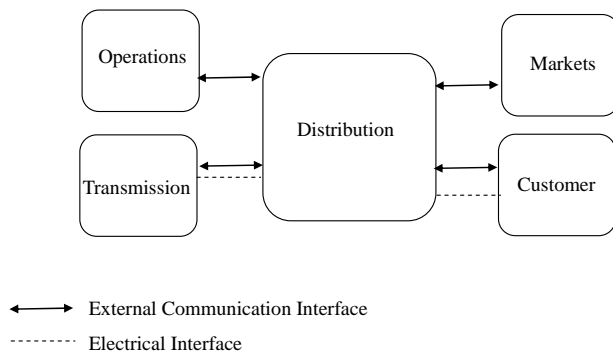 Operations
Markets
Distribution
Transmission
Customer
External Communication Interface
Electrical Interface